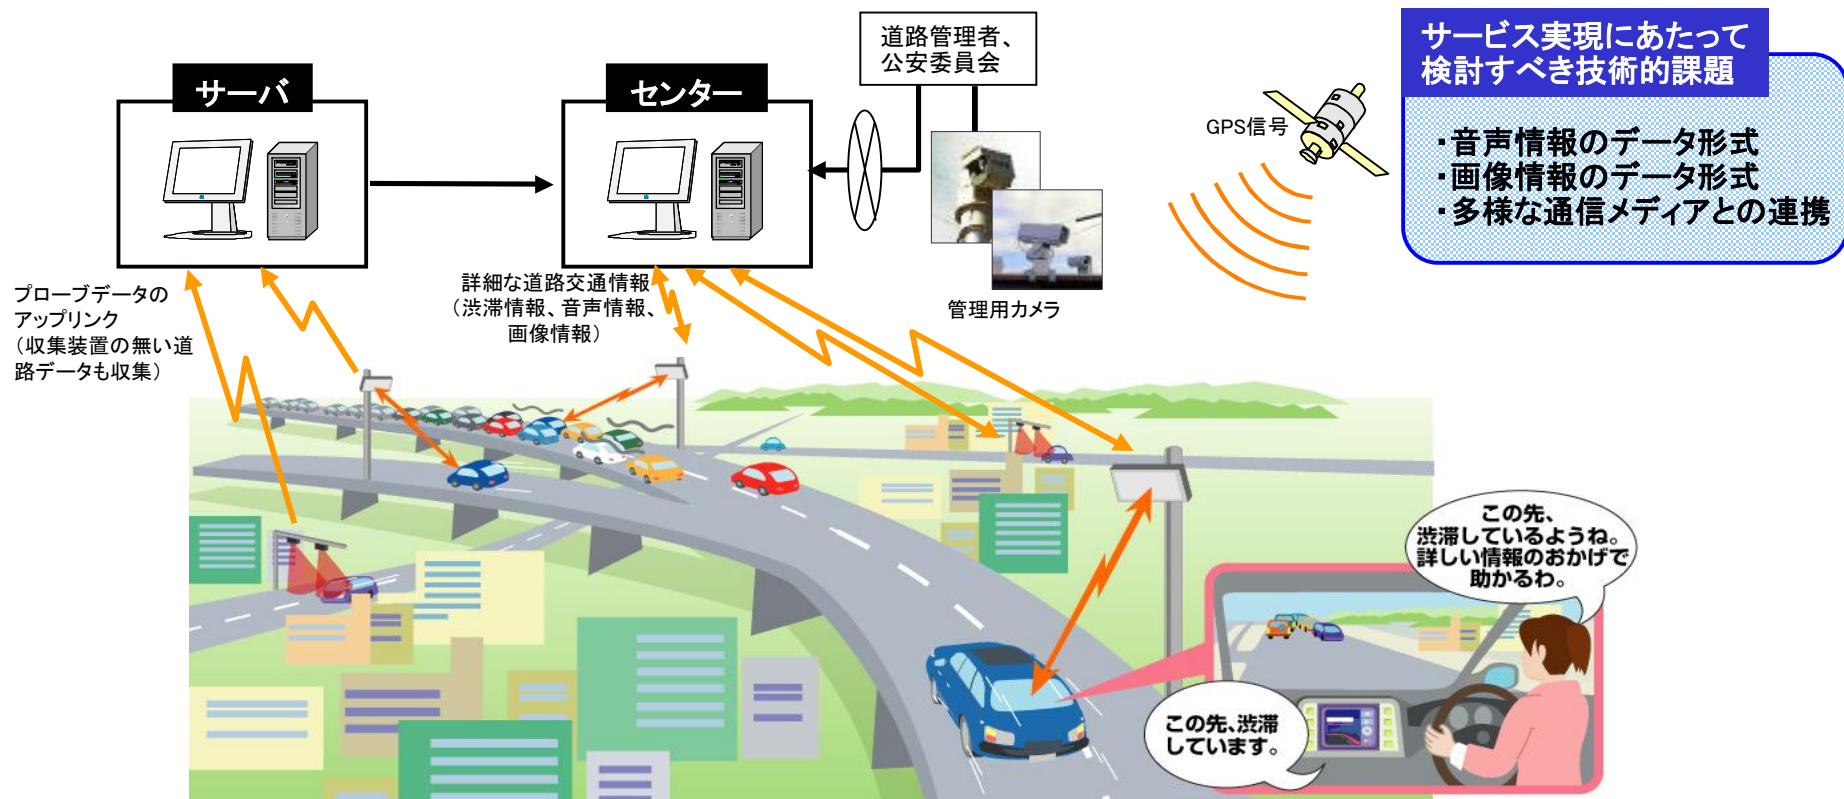 道路管理者、
公安委員会
サーバ
センター
GPS信号
サービス実現にあたって
検討すべき技術的課題
・音声情報のデータ形式
・画像情報のデータ形式
・多様な通信メディアとの連携
プローブデータの
アップリンク
（収集装置の無い道
路データも収集）
詳細な道路交通情報
（渋滞情報、音声情報、
画像情報）
管理用カメラ
この先、
渋滞しているようね。
詳しい情報のおかげで
助かるわ。
この先、渋滞
しています。